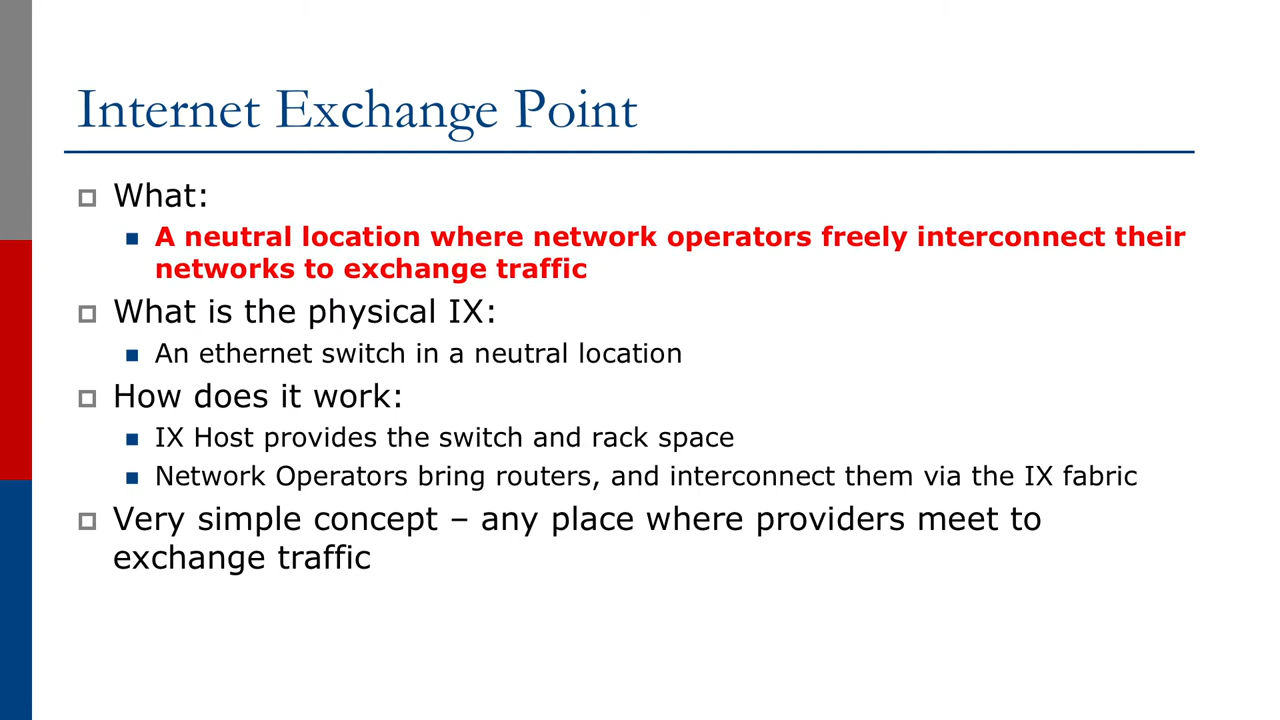 Internet Exchange Point
What:
A neutral location where network operators freely interconnect their
networks to exchange traffic
What is the physical IX:
An ethernet switch in a neutral location
How does it work:
IX Host provides the switch and rack space
Network Operators bring routers, and interconnect them via the IX fabric
Very simple concept – any place where providers meet to
exchange traffic